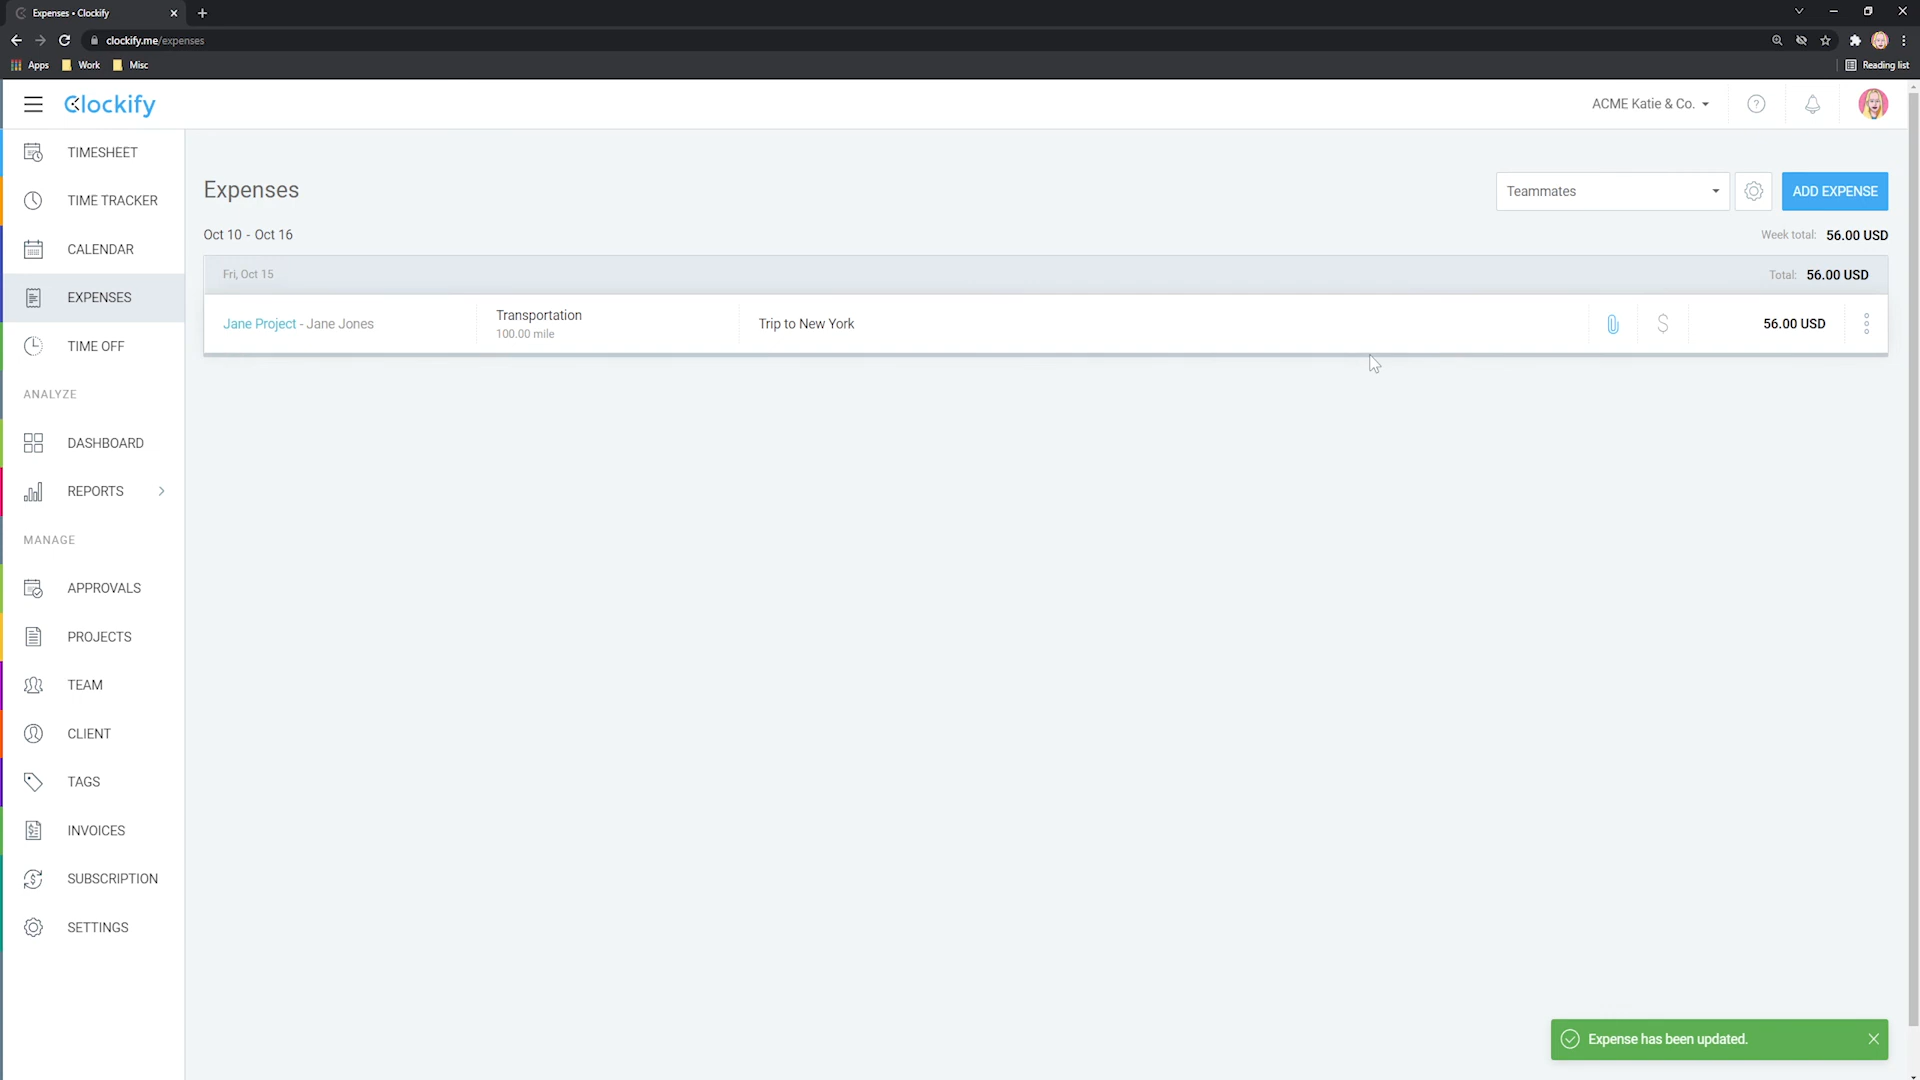 Expenses • Clockify
clockify.me/expenses
Apps
Work
Misc
Reading list
Clockify
ACME Katie & Co.
TIMESHEET
TIME TRACKER
CALENDAR
EXPENSES
TIME OFF
ANALYZE
DASHBOARD
REPORTS
MANAGE
APPROVALS
PROJECTS
TEAM
CLIENT
TAGS
INVOICES
SUBSCRIPTION
SETTINGS
Expenses
Teammates
ADD EXPENSE
Oct 10 - Oct 16
Week total: 56.00 USD
Fri, Oct 15
Total: 56.00 USD
Jane Project - Jane Jones
Transportation
100.00 mile
Trip to New York
56.00 USD
Expense has been updated.